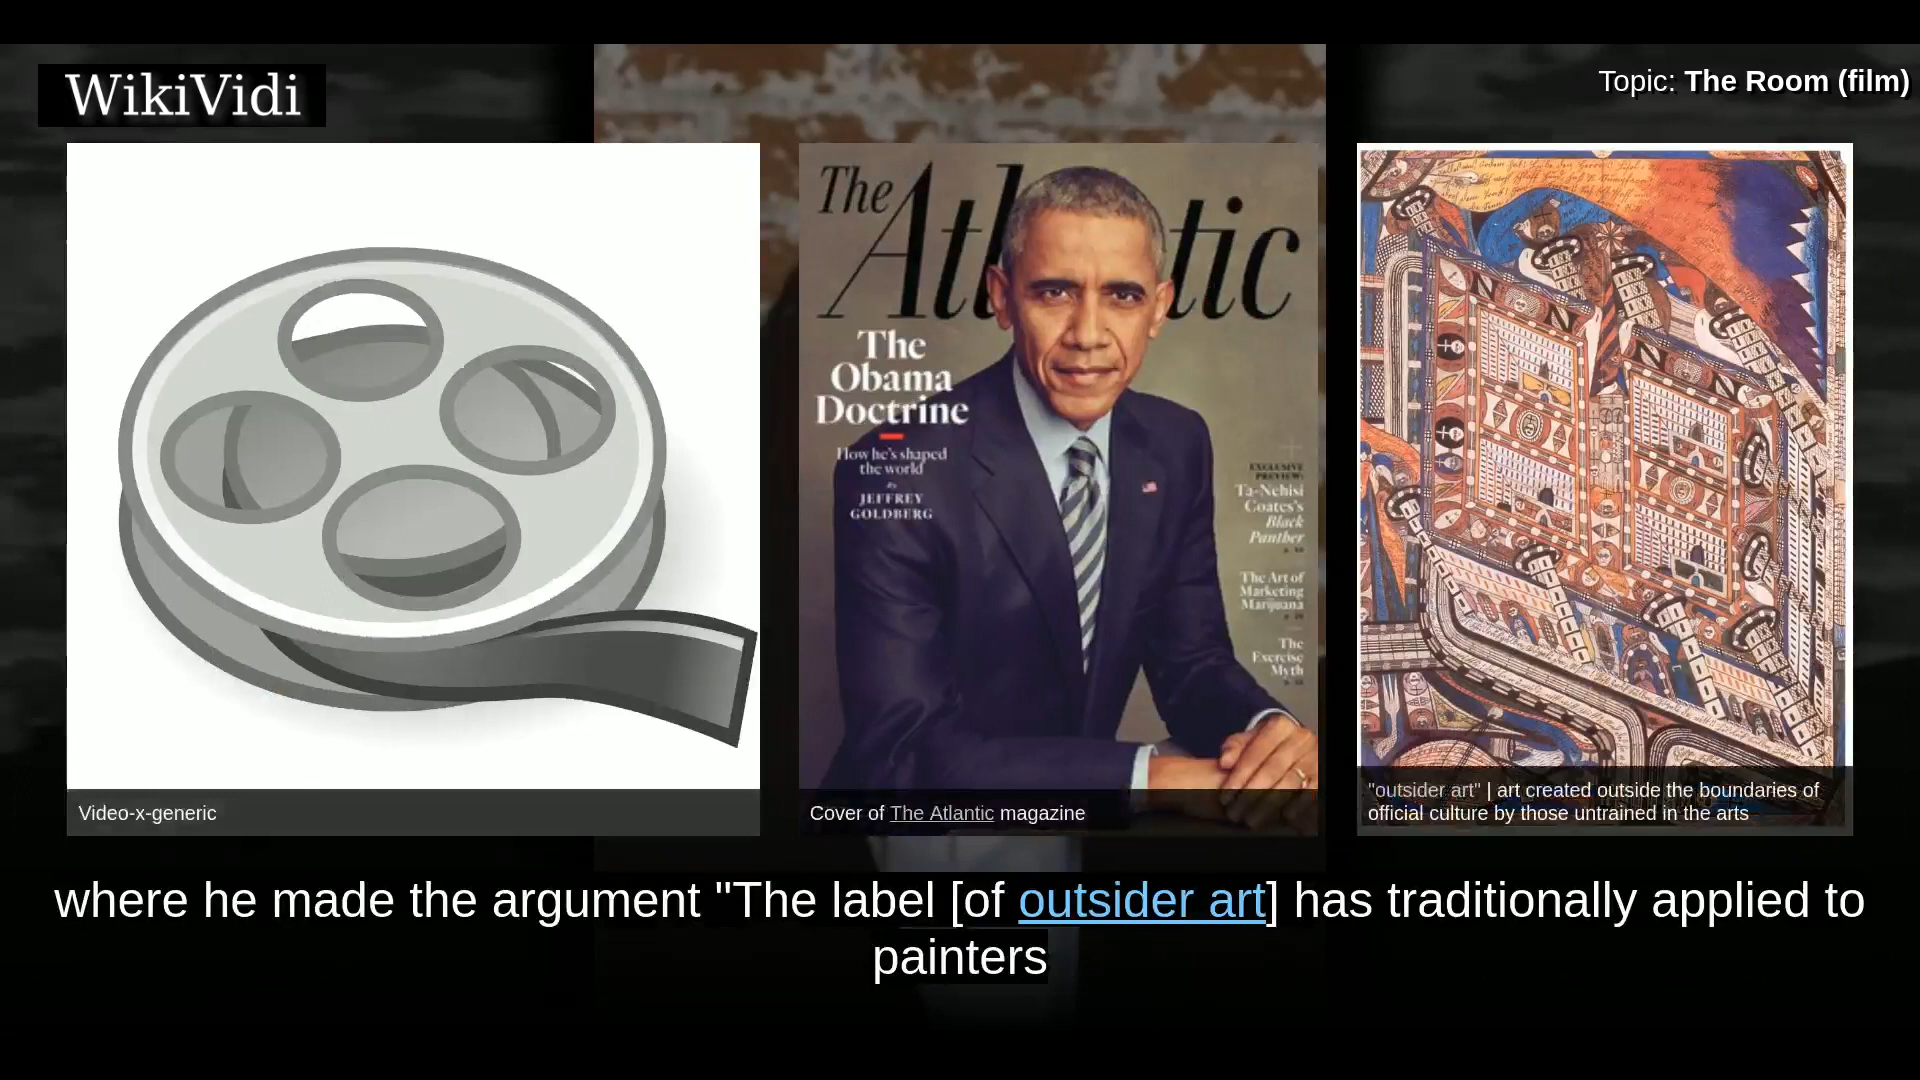 WikiVidi
Topic: The Room (film)
The Atlantic
The
Obama
Doctrine
How he's shaped
the world
By
JEFFREY
GOLDBERG
EXCLUSIVE
PREVIEW:
Ta-Nehisi
Coates's
Black
Panther
The Art of
Marketing
Marijuana
The
Exercise
Myth
Video-x-generic
Cover of The Atlantic magazine
"outsider art" | art created outside the boundaries of
official culture by those untrained in the arts
where he made the argument "The label [of outsider art] has traditionally applied to
painters